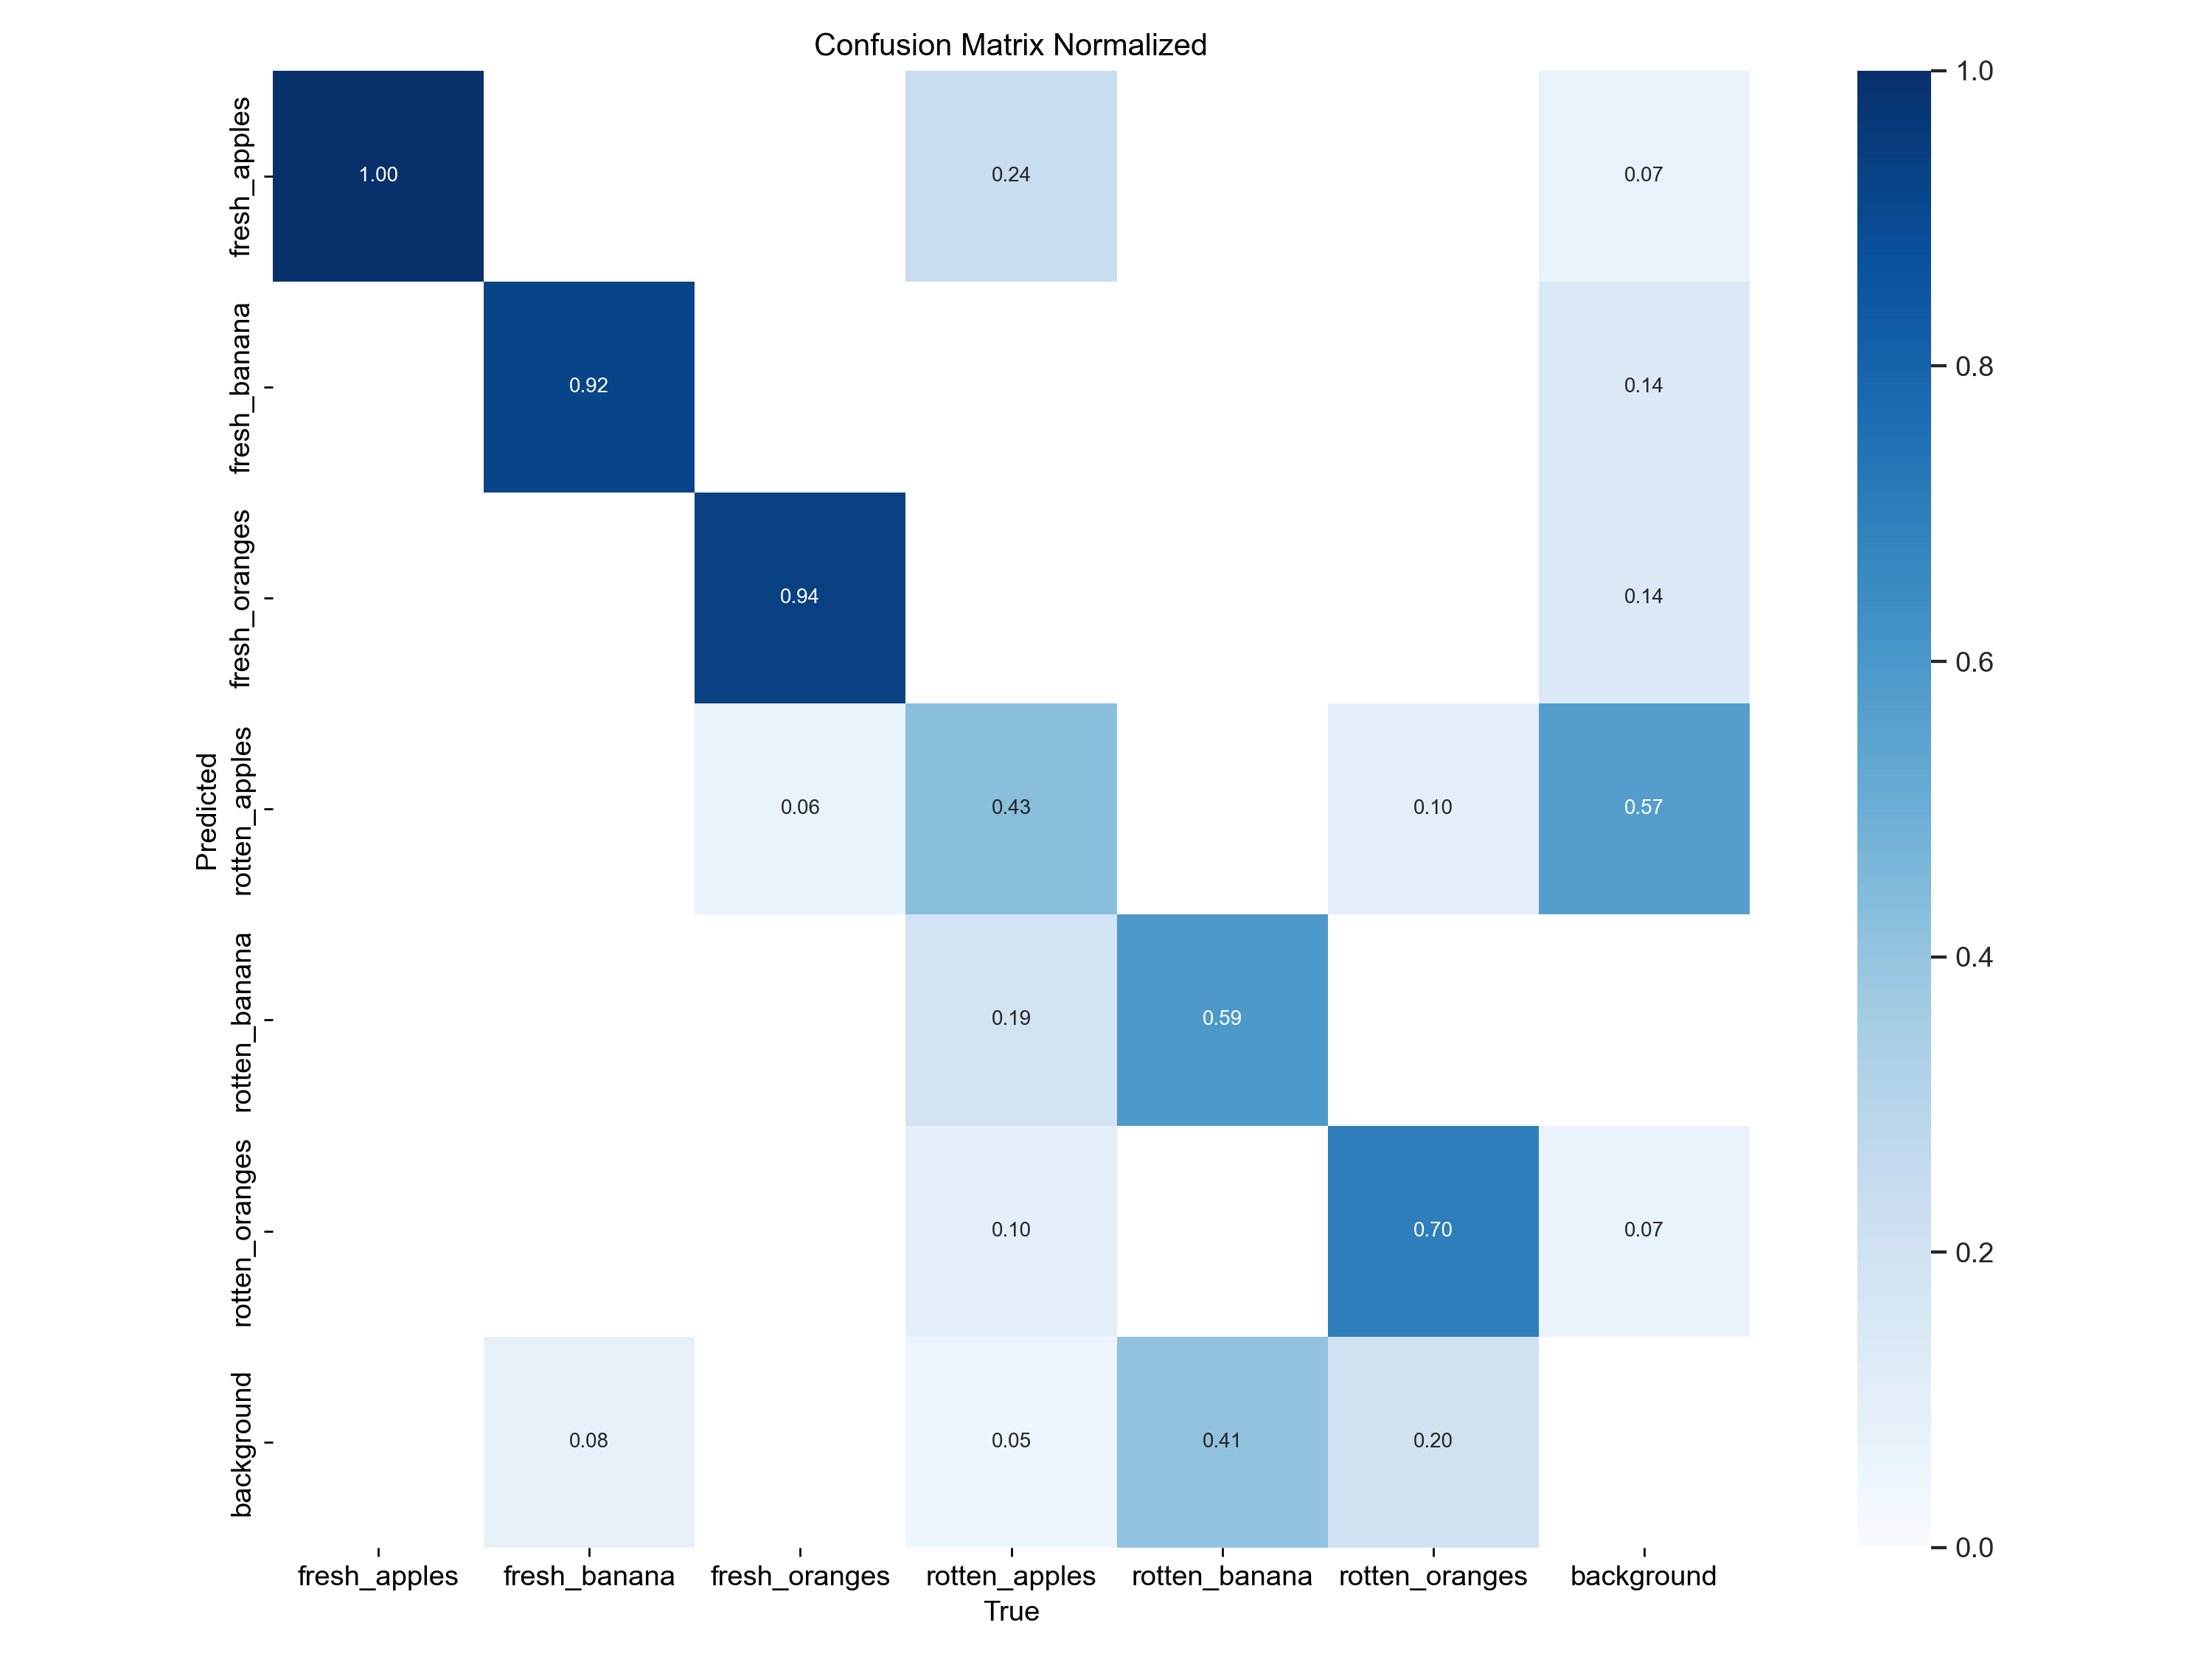 Confusion Matrix Normalized
fresh_apples
1.00
0.24
0.07
fresh_banana
0.92
0.14
fresh_oranges
0.94
0.14
Predicted
rotten_apples
0.06
0.43
0.10
0.57
rotten_banana
0.19
0.59
rotten_oranges
0.10
0.70
0.07
background
0.08
0.05
0.41
0.20
fresh_apples
fresh_banana
fresh_oranges
rotten_apples
rotten_banana
rotten_oranges
background
True
1.0
0.8
0.6
0.4
0.2
0.0